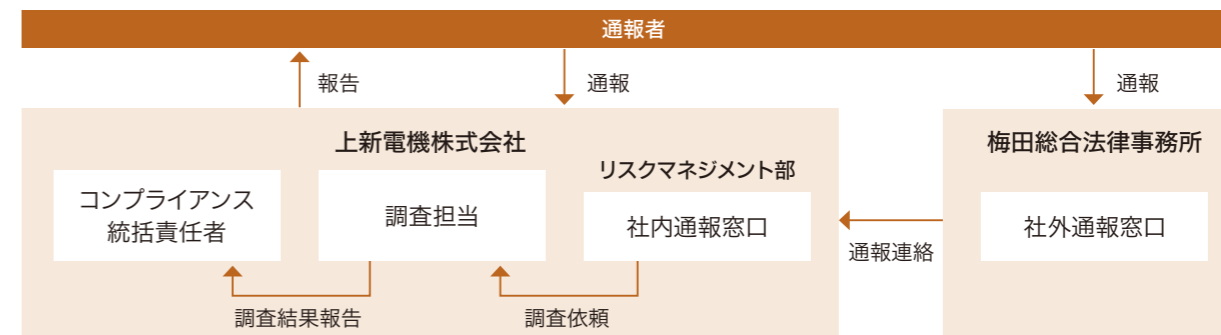 通報者
報告
通報
通報
上新電機株式会社
梅田総合法律事務所
リスクマネジメント部
コンプライアンス
統括責任者
調査担当
社内通報窓口
社外通報窓口
通報連絡
調査結果報告
調査依頼